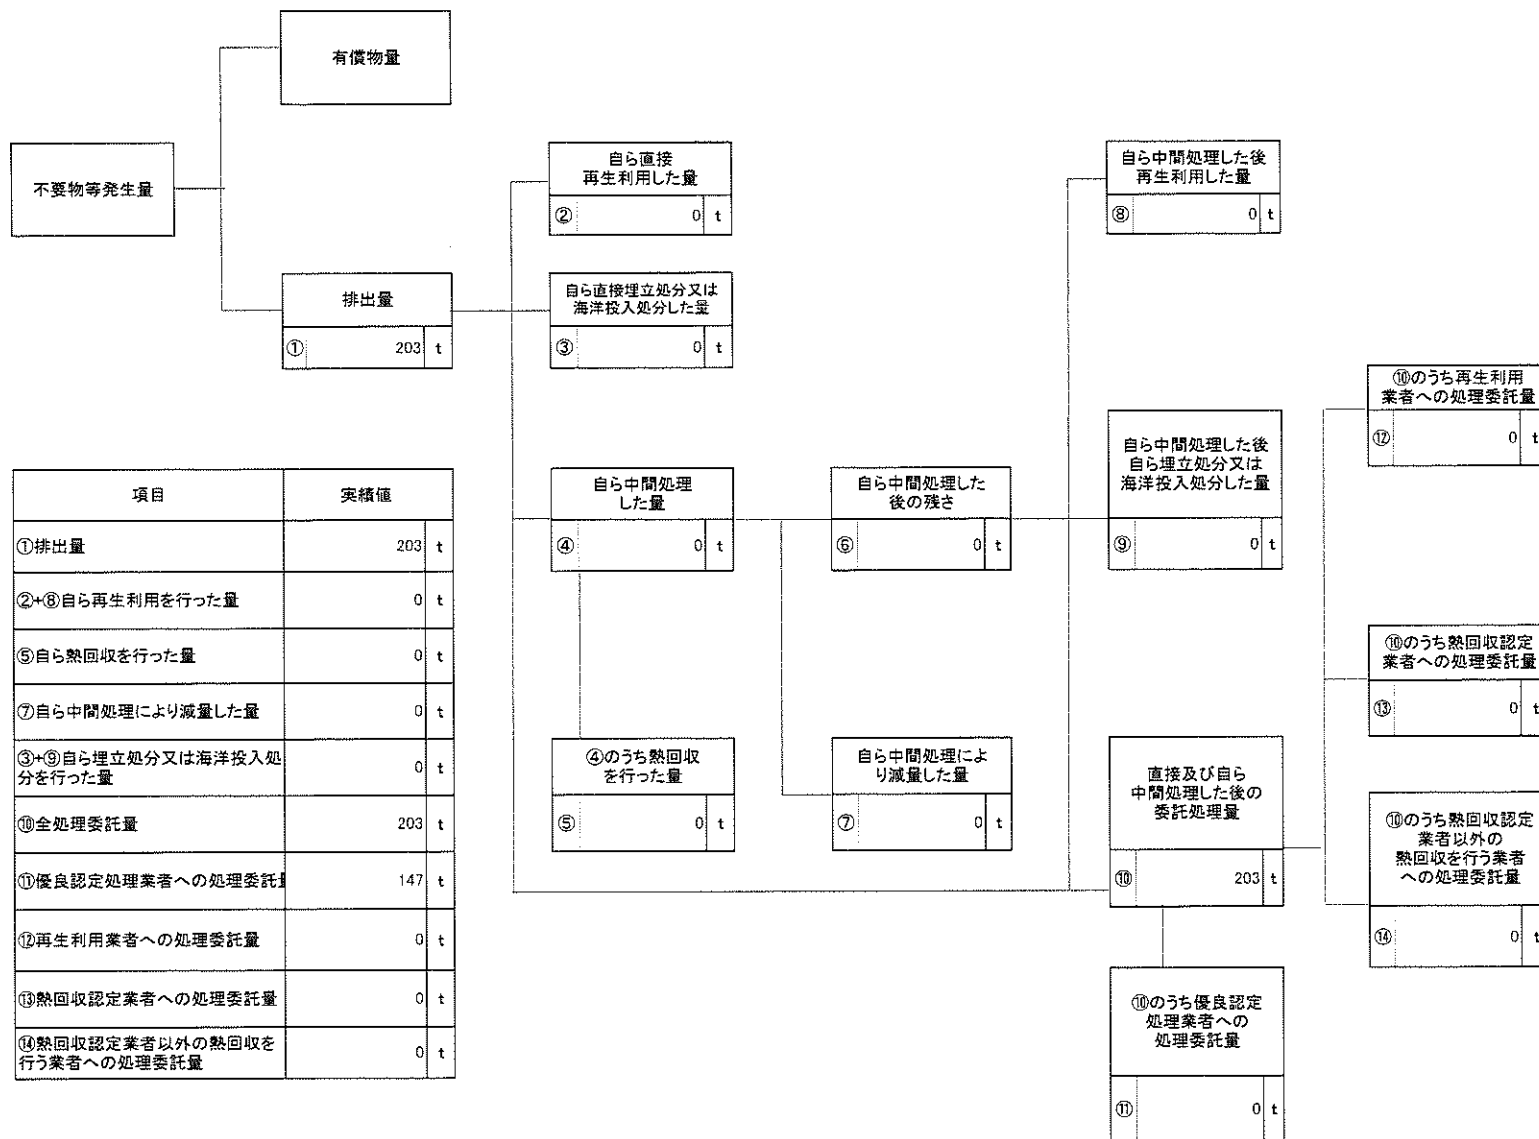 有償物量
不要物等発生量
排出量
① 203 t
自ら直接
再生利用した量
② 0 t
自ら直接埋立処分又は
海洋投入処分した量
③ 0 t
自ら中間処理
した量
④ 0 t
④のうち熱回収
を行った量
⑤ 0 t
自ら中間処理した
後の残さ
⑥ 0 t
自ら中間処理によ
り減量した量
⑦ 0 t
自ら中間処理した後
再生利用した量
⑧ 0 t
自ら中間処理した後
自ら埋立処分又は
海洋投入処分した量
⑨ 0 t
直接及び自ら
中間処理した後の
委託処理量
⑩ 203 t
⑩のうち優良認定
処理業者への
処理委託量
⑪ 0 t
⑩のうち再生利用
業者への処理委託量
⑫ 0 t
⑩のうち熱回収認定
業者への処理委託量
⑬ 0 t
⑩のうち熱回収認定
業者以外の
熱回収を行う業者
への処理委託量
⑭ 0 t
項目 実績値
①排出量 203 t
②+⑧自ら再生利用を行った量 0 t
⑤自ら熱回収を行った量 0 t
⑦自ら中間処理により減量した量 0 t
③+⑨自ら埋立処分又は海洋投入処
分を行った量 0 t
⑩全処理委託量 203 t
⑪優良認定処理業者への処理委託 147 t
⑫再生利用業者への処理委託量 0 t
⑬熱回収認定業者への処理委託量 0 t
⑭熱回収認定業者以外の熱回収を
行う業者への処理委託量 0 t